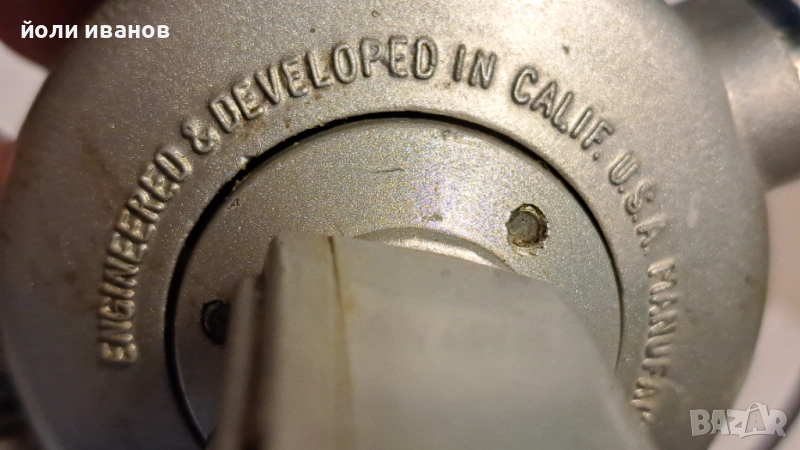 йоли иванов
ENGINEERED & DEVELOPED IN CALIF. U.S.A. MANUFA
BAZAR